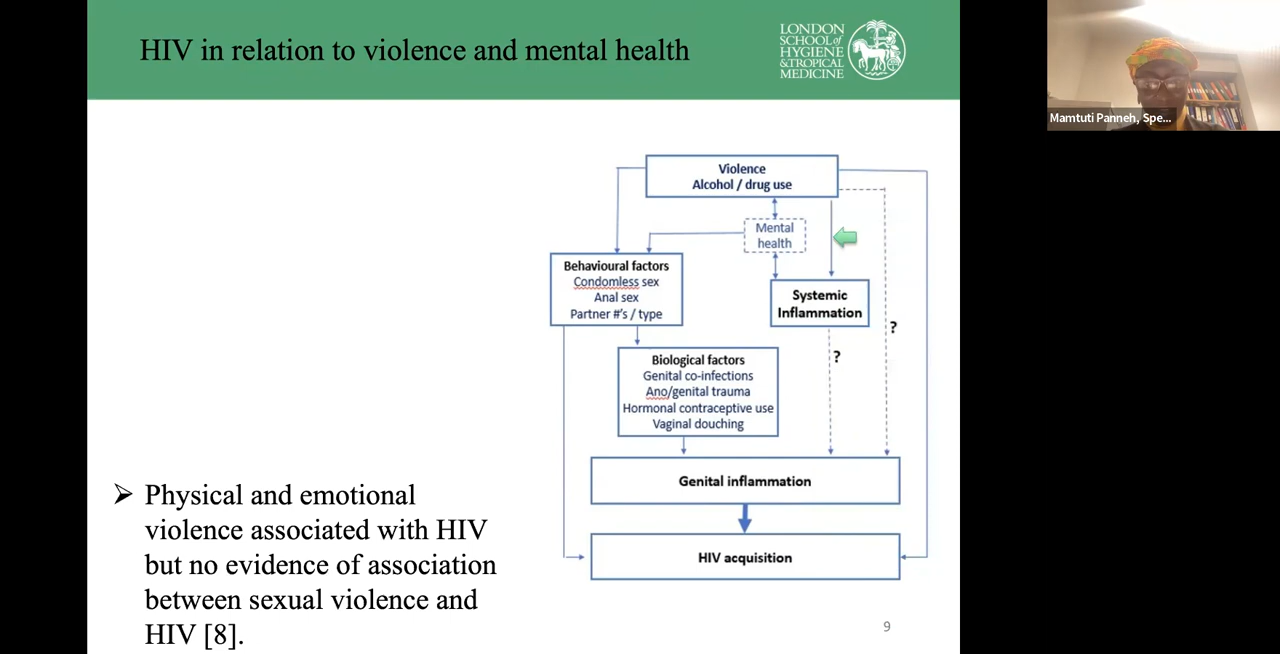 HIV in relation to violence and mental health
LONDON
SCHOOL of
HYGIENE
& TROPICAL
MEDICINE
Mamtuti Panneh, Spe...
Violence
Alcohol / drug use
Mental
health
Behavioural factors
Condomless sex
Anal sex
Partner #'s / type
Systemic
Inflammation
?
?
Biological factors
Genital co-infections
Ano/genital trauma
Hormonal contraceptive use
Vaginal douching
Genital inflammation
HIV acquisition
➢ Physical and emotional
violence associated with HIV
but no evidence of association
between sexual violence and
HIV [8].
9